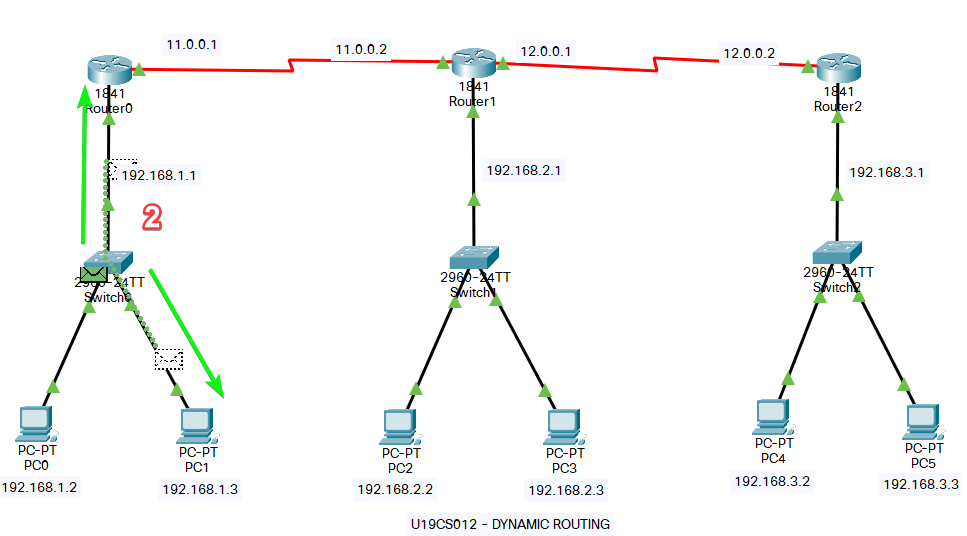 11.0.0.1
11.0.0.2
12.0.0.1
12.0.0.2
1841
Router0
1841
Router1
1841
Router2
192.168.1.1
192.168.2.1
192.168.3.1
2
2960-24TT
Switch0
2960-24TT
Switch1
2960-24TT
Switch2
PC-PT
PC0
PC-PT
PC1
PC-PT
PC2
PC-PT
PC3
PC-PT
PC4
PC-PT
PC5
192.168.1.2
192.168.1.3
192.168.2.2
192.168.2.3
192.168.3.2
192.168.3.3
U19CS012 - DYNAMIC ROUTING